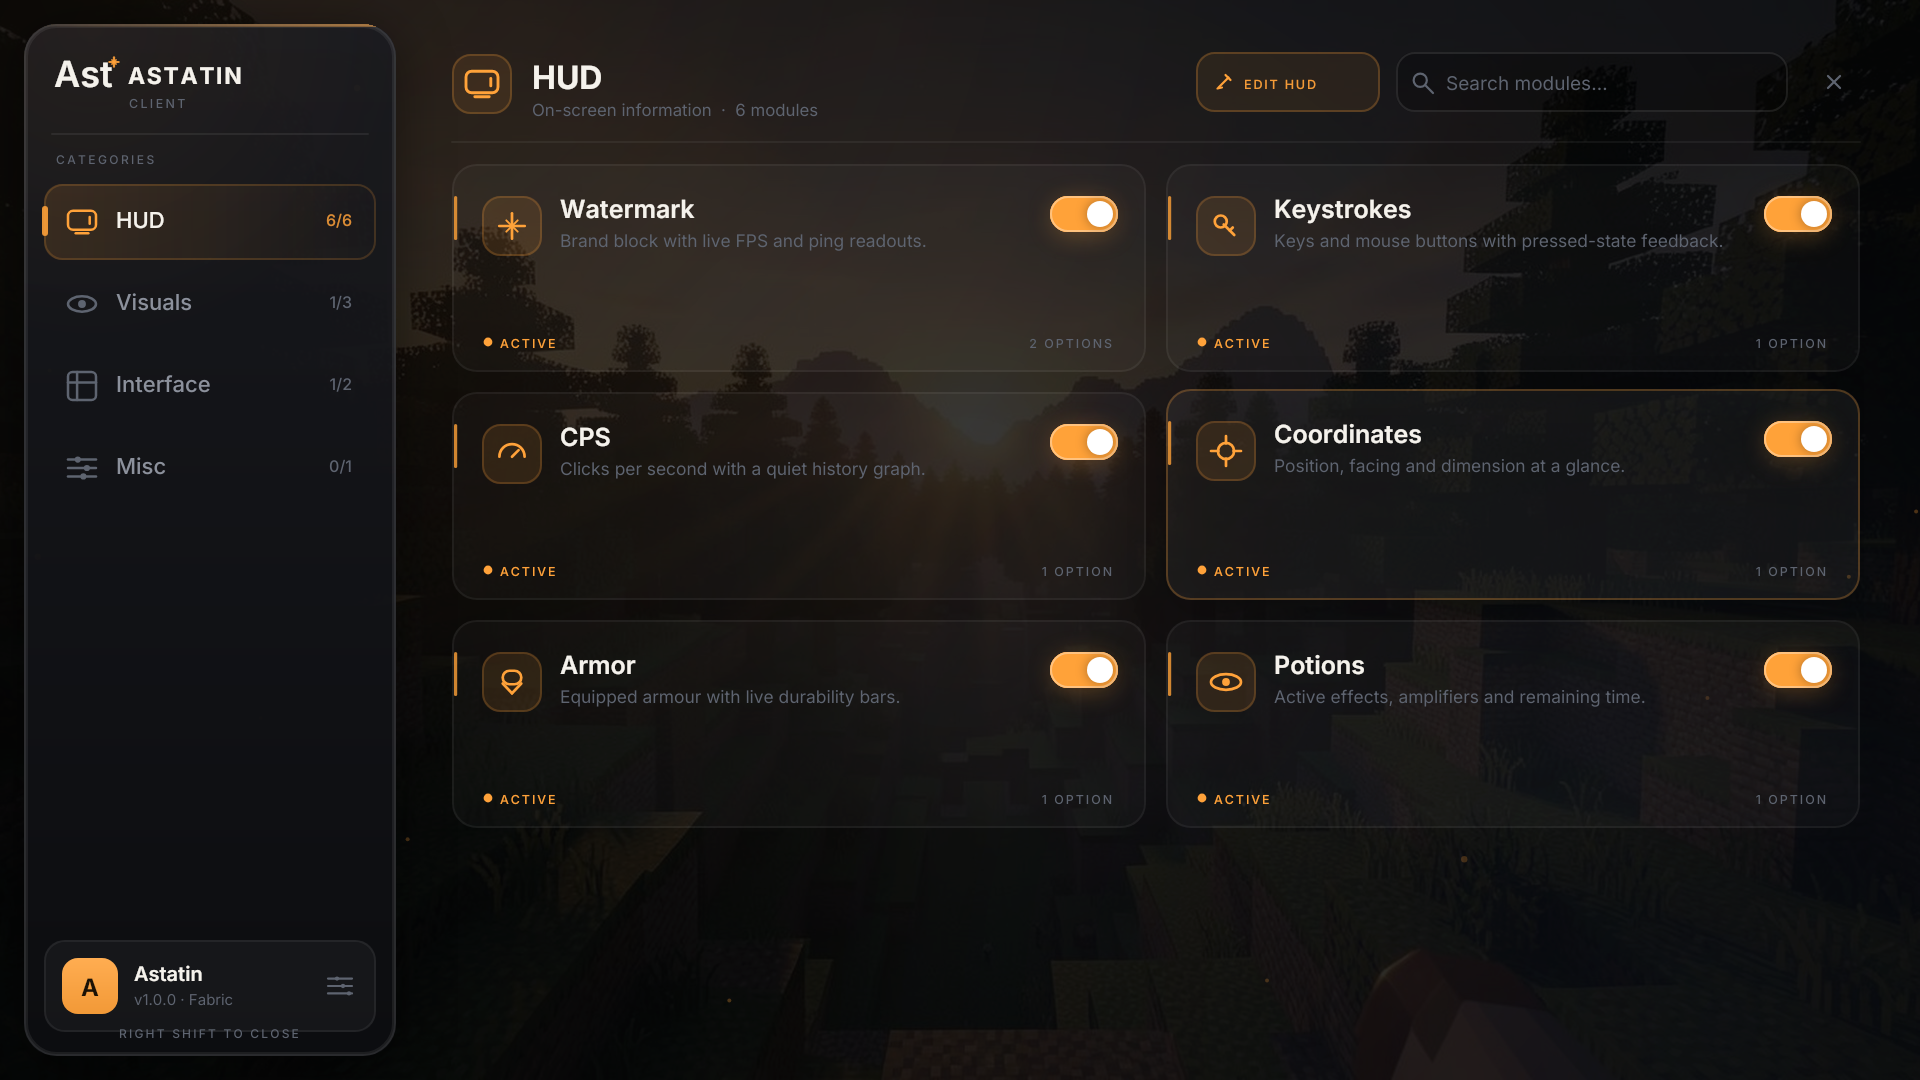 Ast ASTATIN
CLIENT
CATEGORIES
HUD 6/6
Visuals 1/3
Interface 1/2
Misc 0/1
A
Astatin
v1.0.0 · Fabric
RIGHT SHIFT TO CLOSE
HUD
On-screen information · 6 modules
EDIT HUD
Search modules...
Watermark
Brand block with live FPS and ping readouts.
ACTIVE 2 OPTIONS
Keystrokes
Keys and mouse buttons with pressed-state feedback.
ACTIVE 1 OPTION
CPS
Clicks per second with a quiet history graph.
ACTIVE 1 OPTION
Coordinates
Position, facing and dimension at a glance.
ACTIVE 1 OPTION
Armor
Equipped armour with live durability bars.
ACTIVE 1 OPTION
Potions
Active effects, amplifiers and remaining time.
ACTIVE 1 OPTION